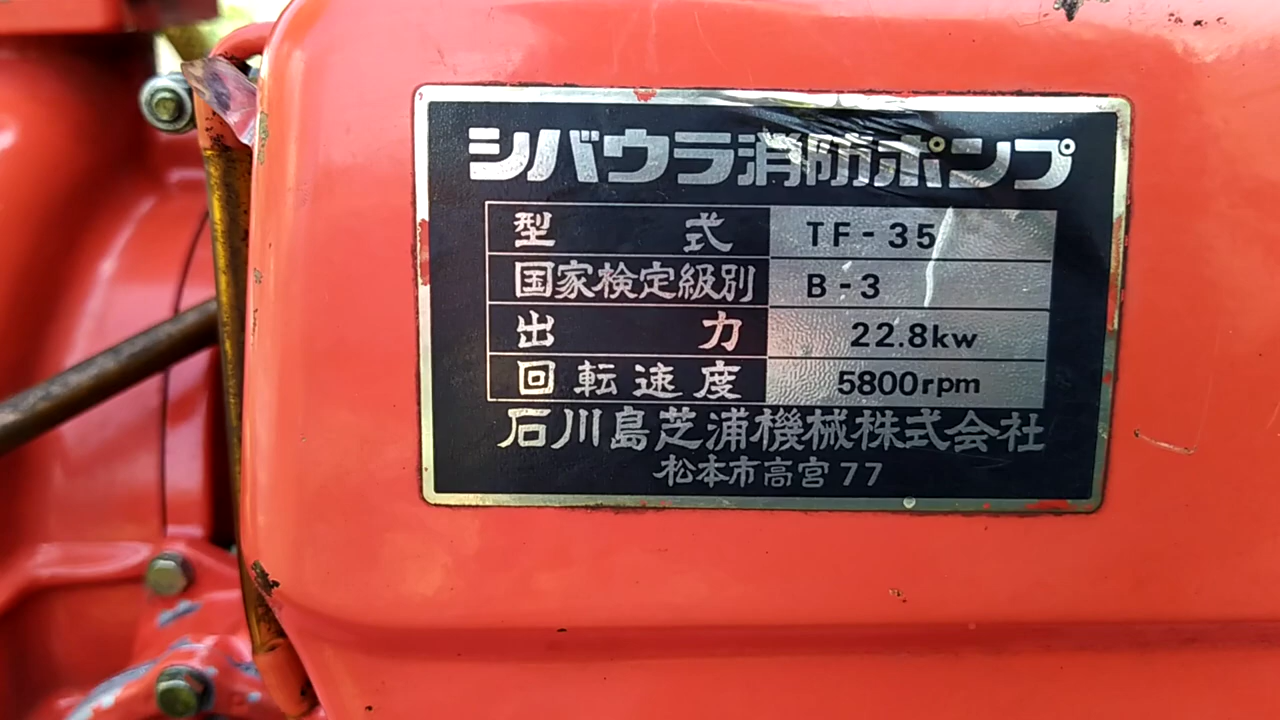 シバウラ消防ポンプ
型式 TF-35
国家検定級別 B-3
出力 22.8kw
回転速度 5800rpm
石川島芝浦機械株式会社
松本市高宮77